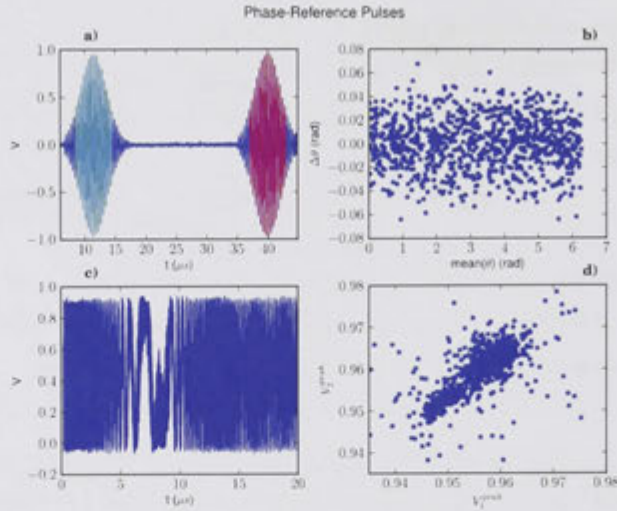 Phase-Reference Pulses
a)
1.0
0.5
0.0
-0.5
-1.0
V
10 15 20 25 30 35 40
t (μs)
b)
0.08
0.06
0.04
0.02
0.00
-0.02
-0.04
-0.06
-0.08
Δθ (rad)
0 1 2 3 4 5 6 7
mean(θ) (rad)
c)
1.0
0.8
0.6
0.4
0.2
0.0
-0.2
V
0 5 10 15 20
t (μs)
d)
0.98
0.97
0.96
0.95
0.94
0.94 0.95 0.96 0.97 0.98